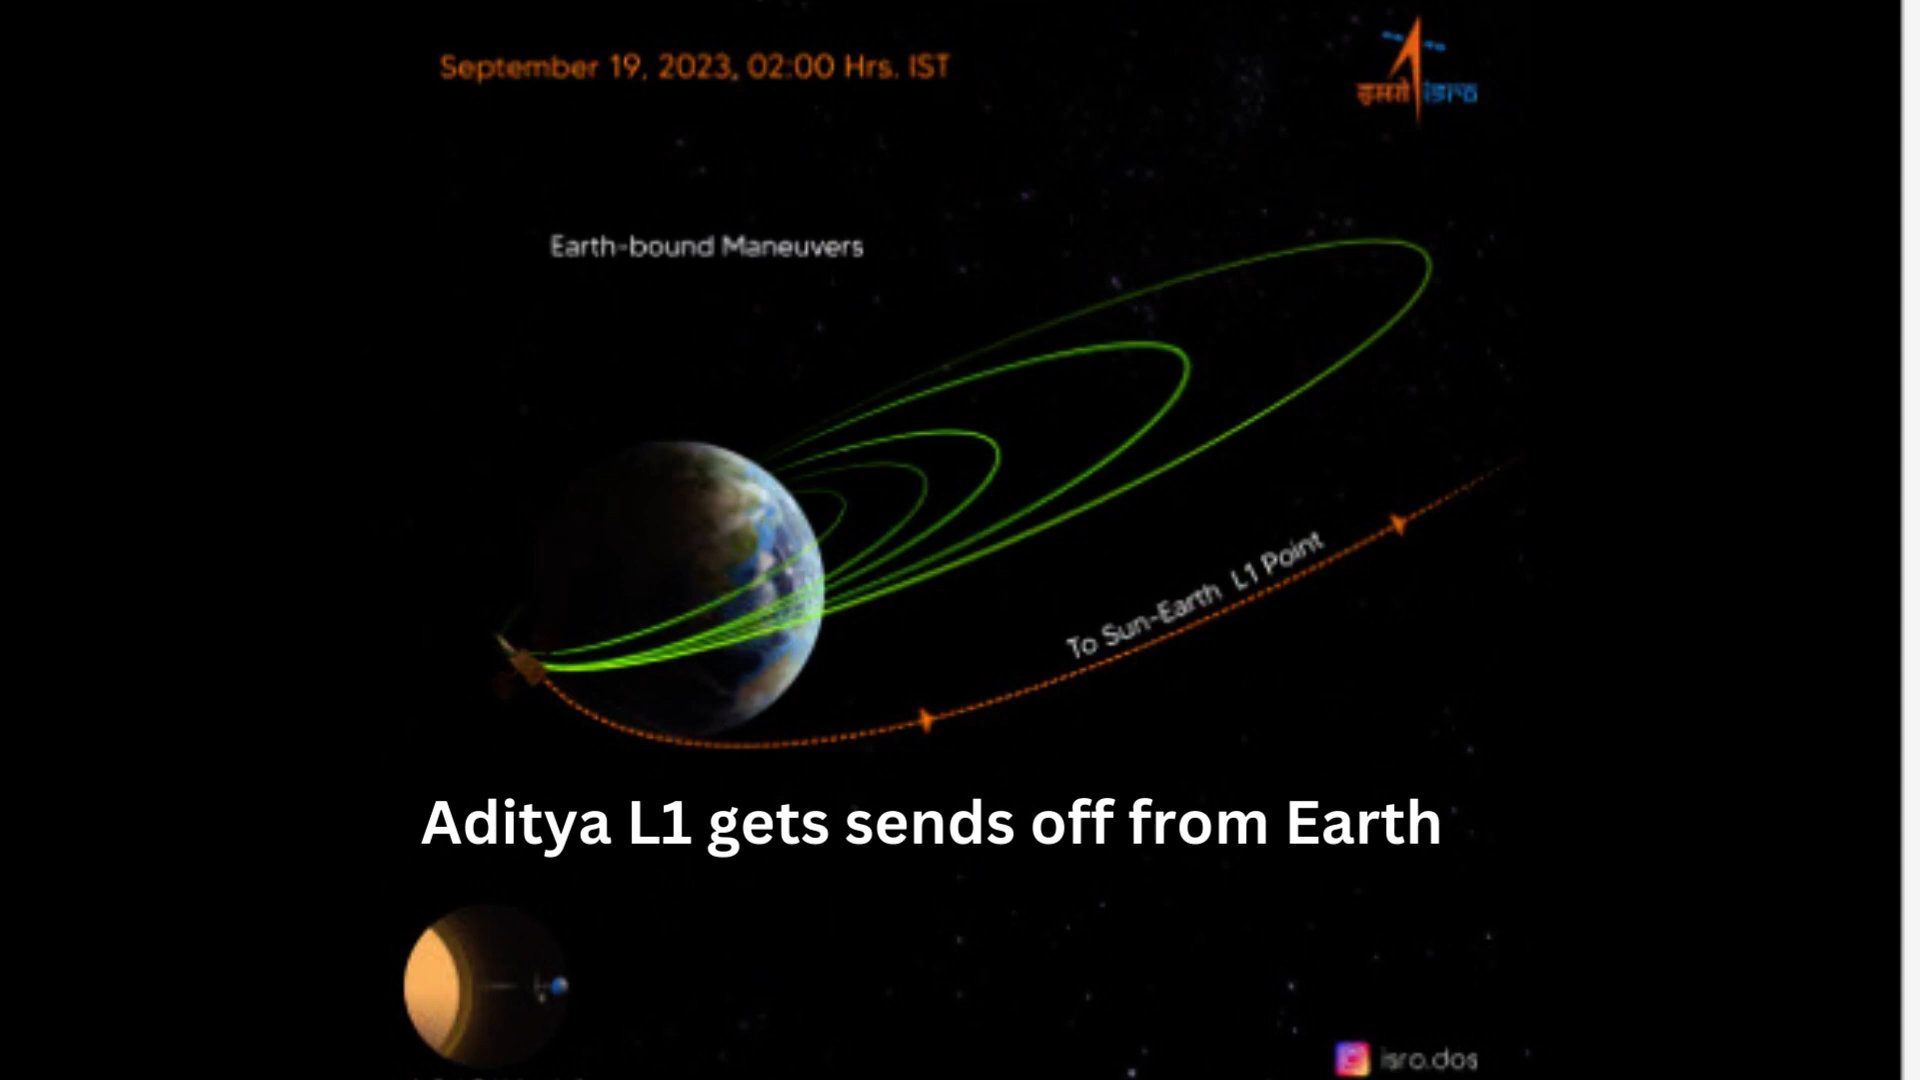 September 19, 2023, 02:00 Hrs. IST
इसरो isro
Earth-bound Maneuvers
To Sun-Earth L1 Point
Aditya L1 gets sends off from Earth
isro.dos